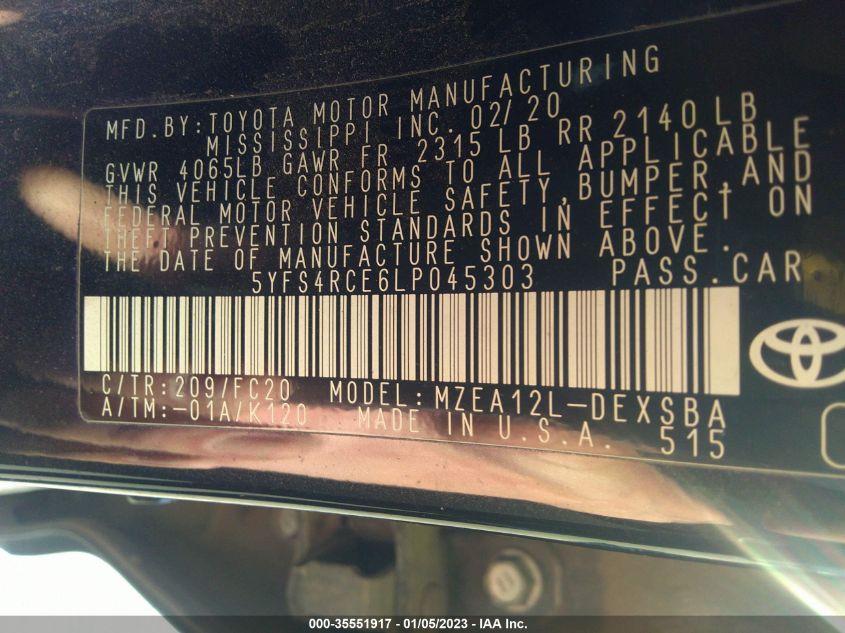 MFD.BY:TOYOTA MOTOR MANUFACTURING
MISSISSIPPI INC. 02/20
GVWR 4065LB GAWR FR 2315 LB RR 2140 LB
THIS VEHICLE CONFORMS TO ALL APPLICABLE
FEDERAL MOTOR VEHICLE SAFETY, BUMPER, AND
THEFT PREVENTION STANDARDS IN EFFECT ON
THE DATE OF MANUFACTURE SHOWN ABOVE.
5YFS4RCE6LP045303 PASS.CAR
C/TR:209/FC20 MODEL:MZEA12L-DEXSBA
A/TM:-01A/K120 MADE IN U.S.A. 515
000-35551917 - 01/05/2023 - IAA Inc.